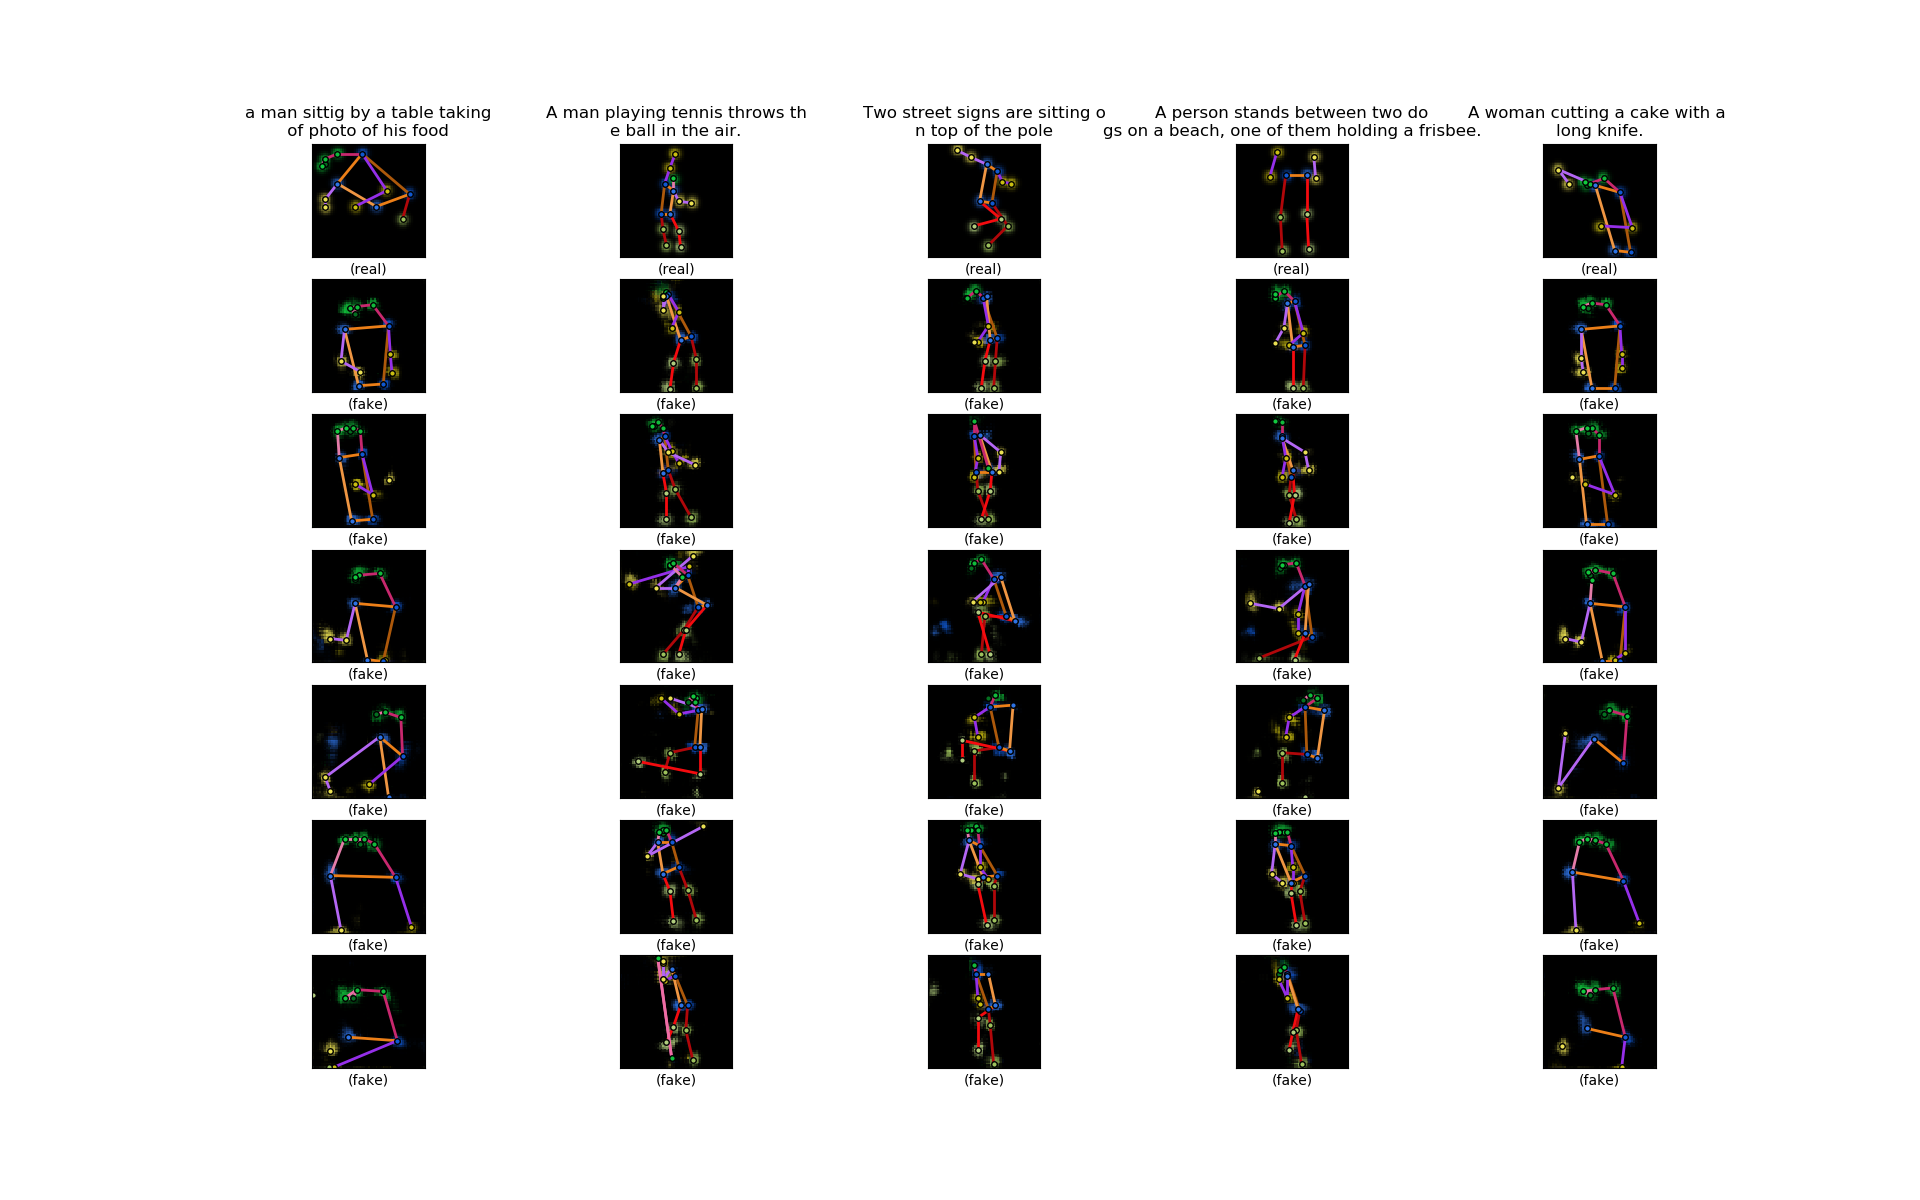 a man sittig by a table taking
of photo of his food
A man playing tennis throws th
e ball in the air.
Two street signs are sitting o
n top of the pole
A person stands between two do
gs on a beach, one of them holding a frisbee.
A woman cutting a cake with a
long knife.
(real) (real) (real) (real) (real)
(fake) (fake) (fake) (fake) (fake)
(fake) (fake) (fake) (fake) (fake)
(fake) (fake) (fake) (fake) (fake)
(fake) (fake) (fake) (fake) (fake)
(fake) (fake) (fake) (fake) (fake)
(fake) (fake) (fake) (fake) (fake)